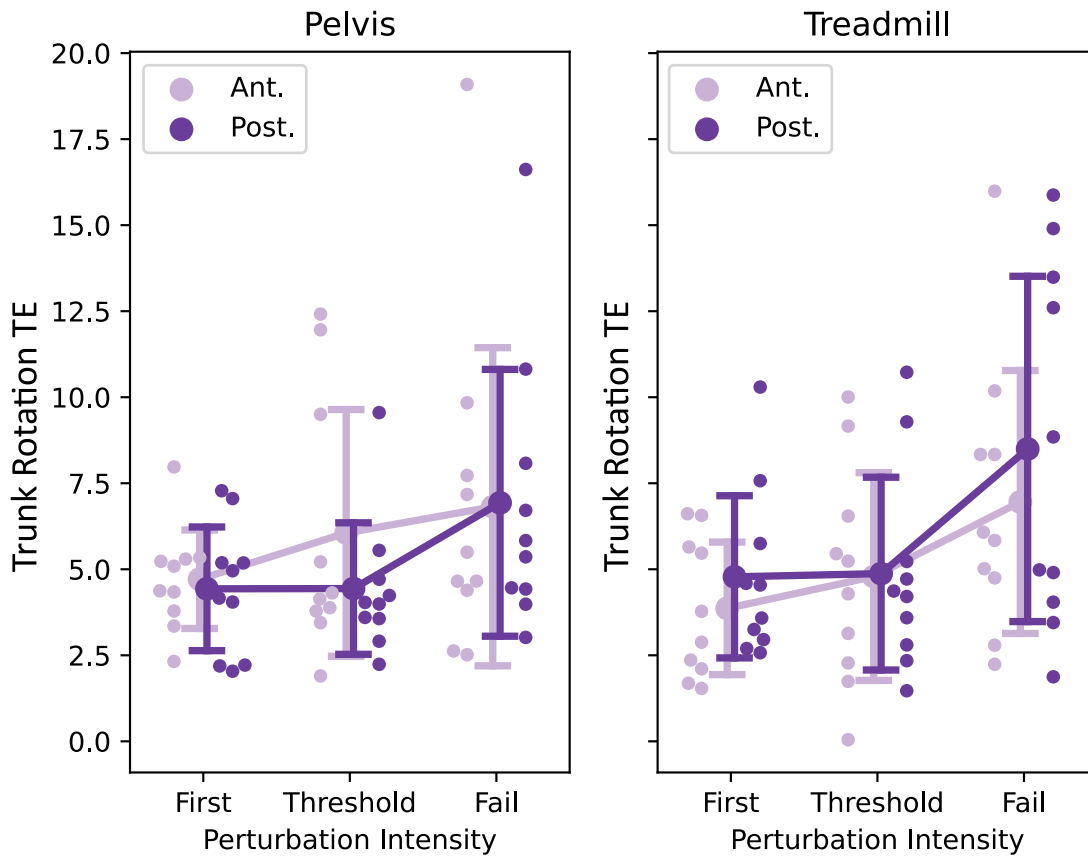 Pelvis
Treadmill
Trunk Rotation TE
20.0
17.5
15.0
12.5
10.0
7.5
5.0
2.5
0.0
Ant.
Post.
First
Threshold
Fail
Perturbation Intensity
Trunk Rotation TE
Ant.
Post.
First
Threshold
Fail
Perturbation Intensity